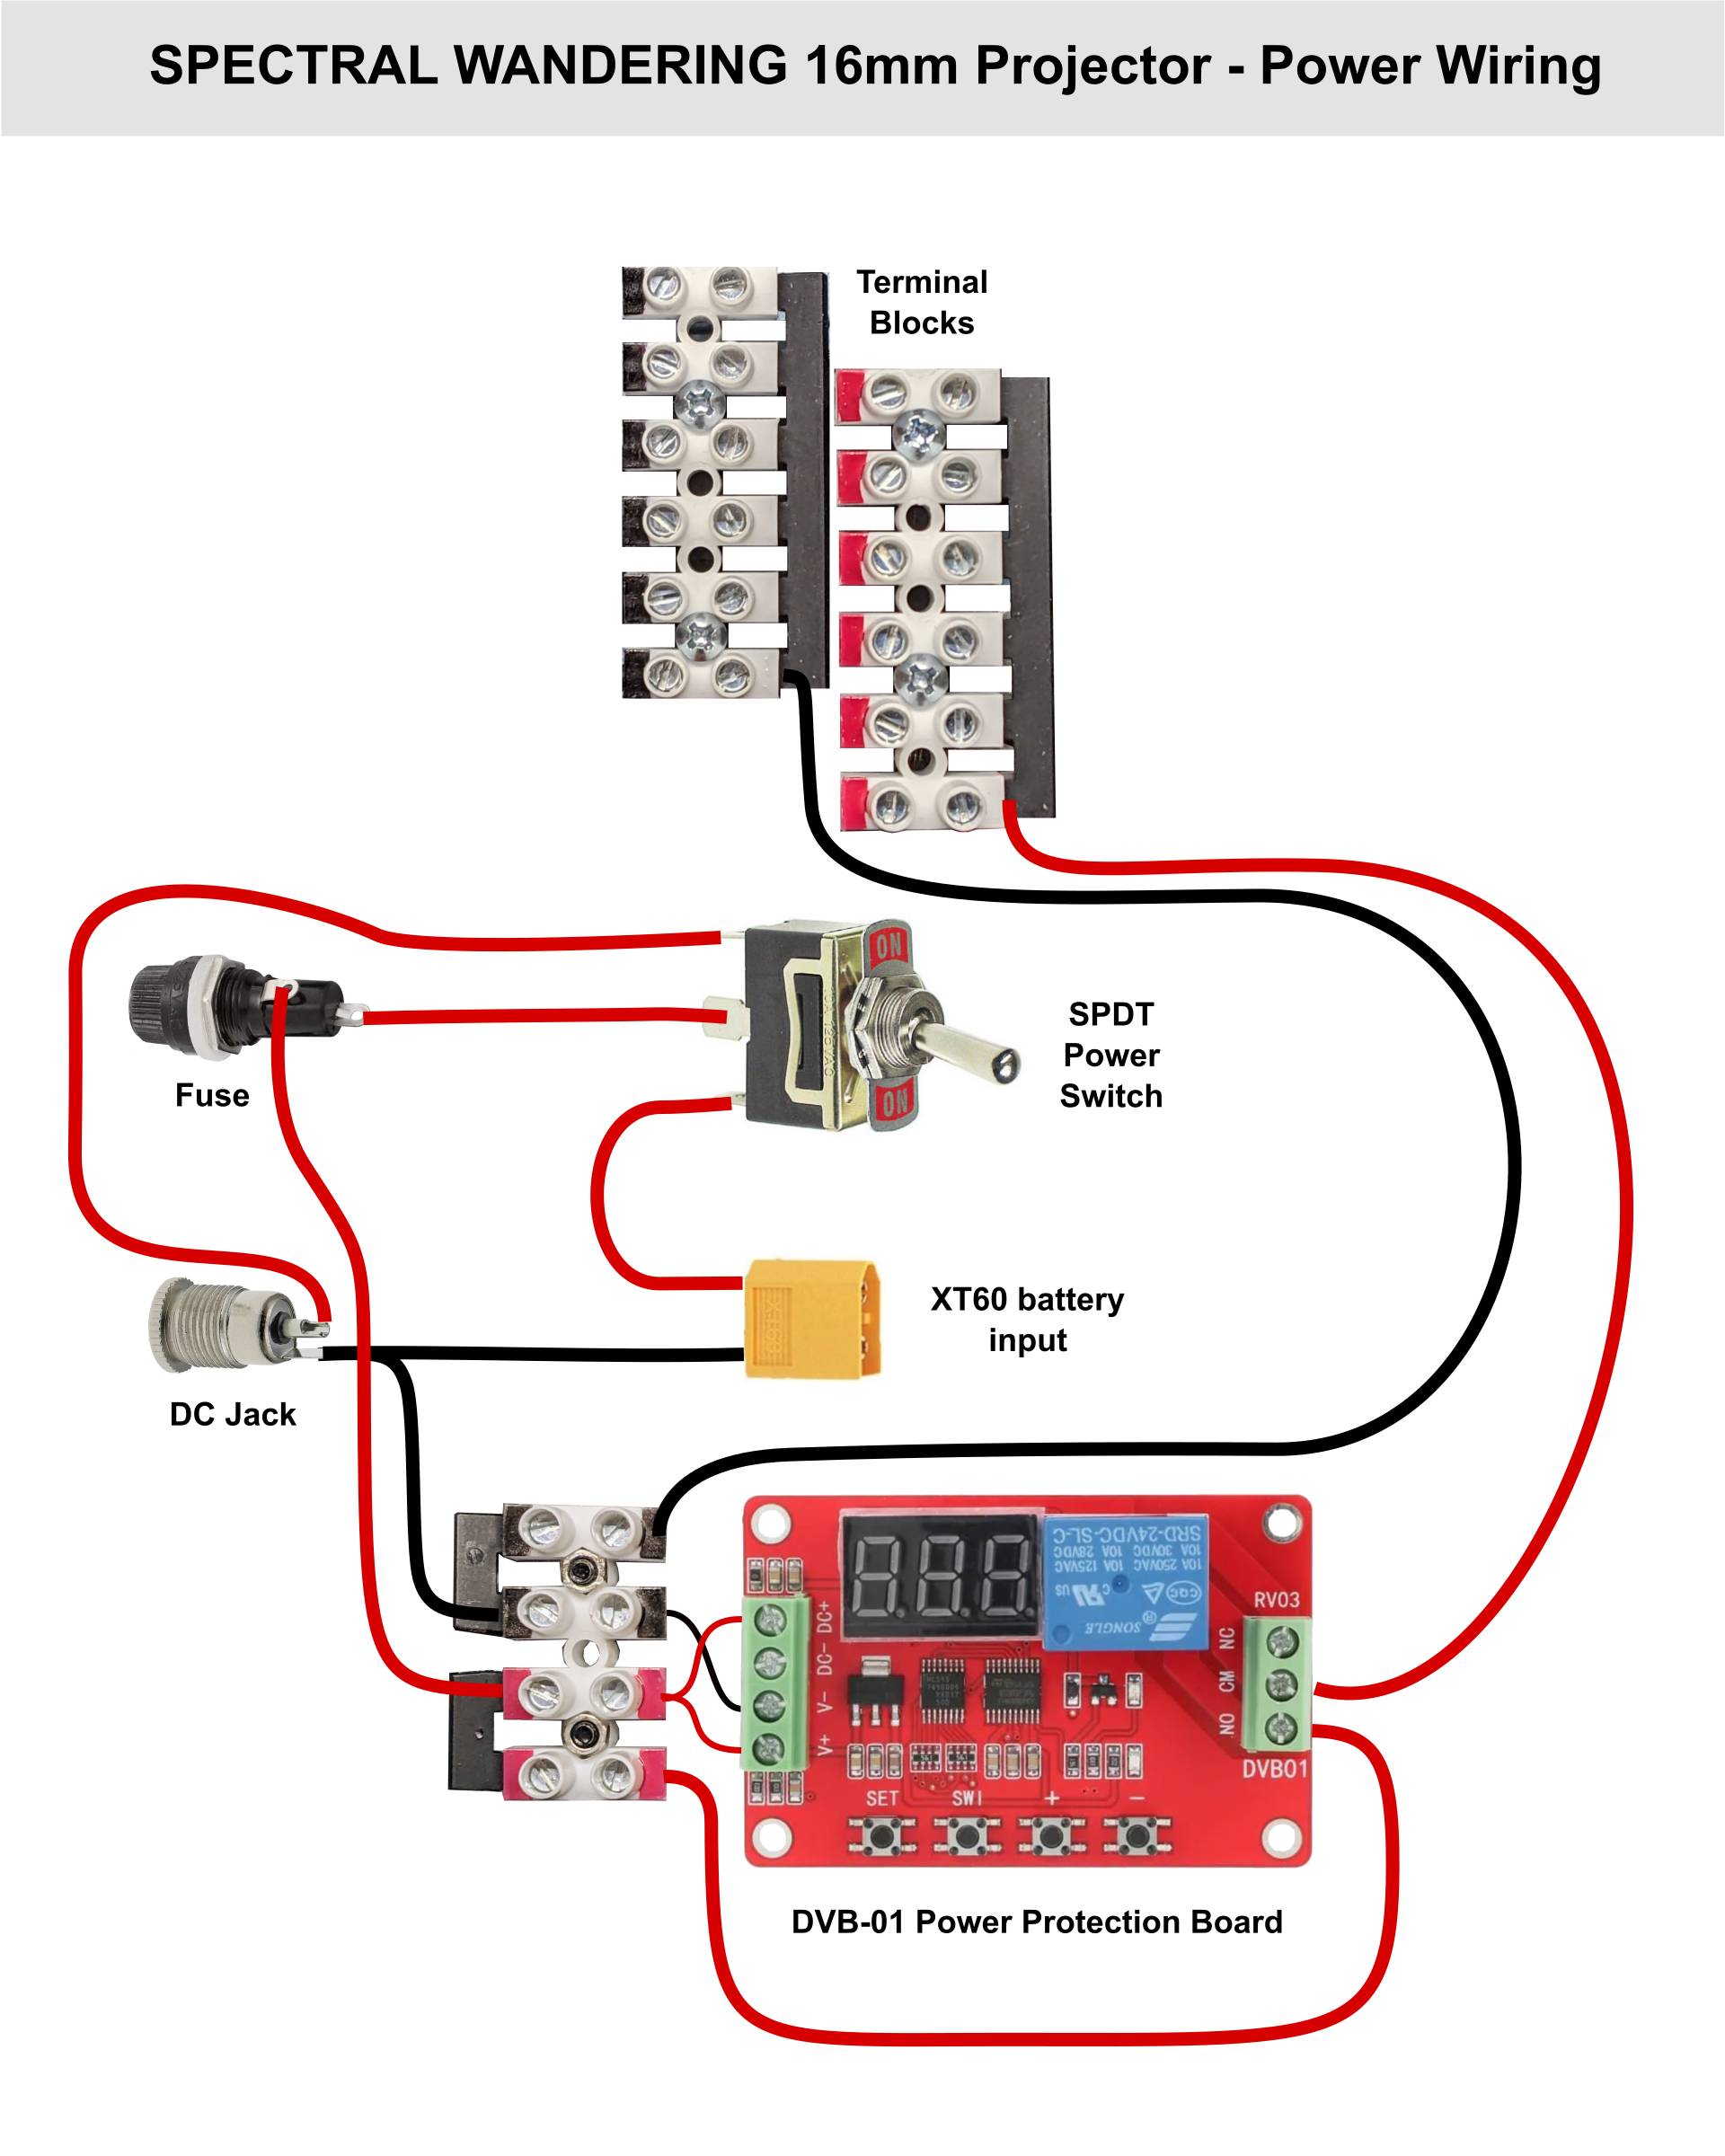 SPECTRAL WANDERING 16mm Projector - Power Wiring
Terminal
Blocks
ON
SPDT
Power
Switch
ON
Fuse
XT60 battery
input
DC Jack
SRD-24VDC-SL-C
10A 250VAC 10A 125VAC
10A 30VDC 10A 28VDC
SONGLE
RV03
DC+
DC-
V-
V+
NC
CM
NO
DVB01
SET
SWI
+
-
DVB-01 Power Protection Board